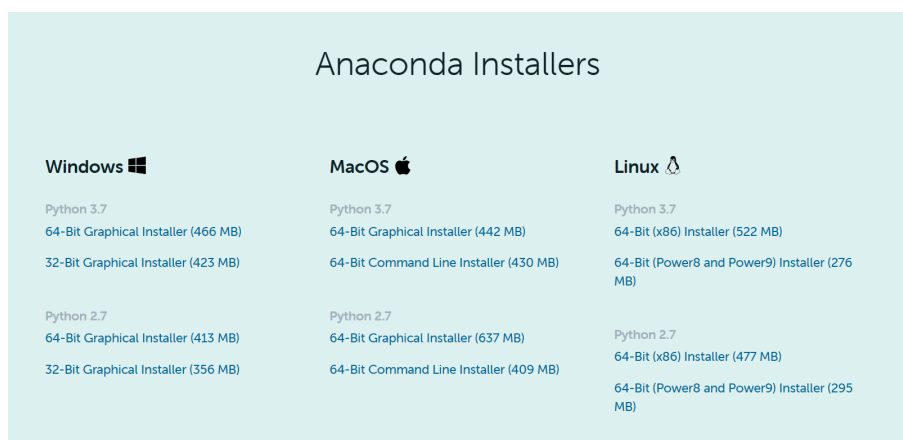 Anaconda Installers
Windows
Python 3.7
64-Bit Graphical Installer (466 MB)
32-Bit Graphical Installer (423 MB)
Python 2.7
64-Bit Graphical Installer (413 MB)
32-Bit Graphical Installer (356 MB)
MacOS
Python 3.7
64-Bit Graphical Installer (442 MB)
64-Bit Command Line Installer (430 MB)
Python 2.7
64-Bit Graphical Installer (637 MB)
64-Bit Command Line Installer (409 MB)
Linux
Python 3.7
64-Bit (x86) Installer (522 MB)
64-Bit (Power8 and Power9) Installer (276
MB)
Python 2.7
64-Bit (x86) Installer (477 MB)
64-Bit (Power8 and Power9) Installer (295
MB)